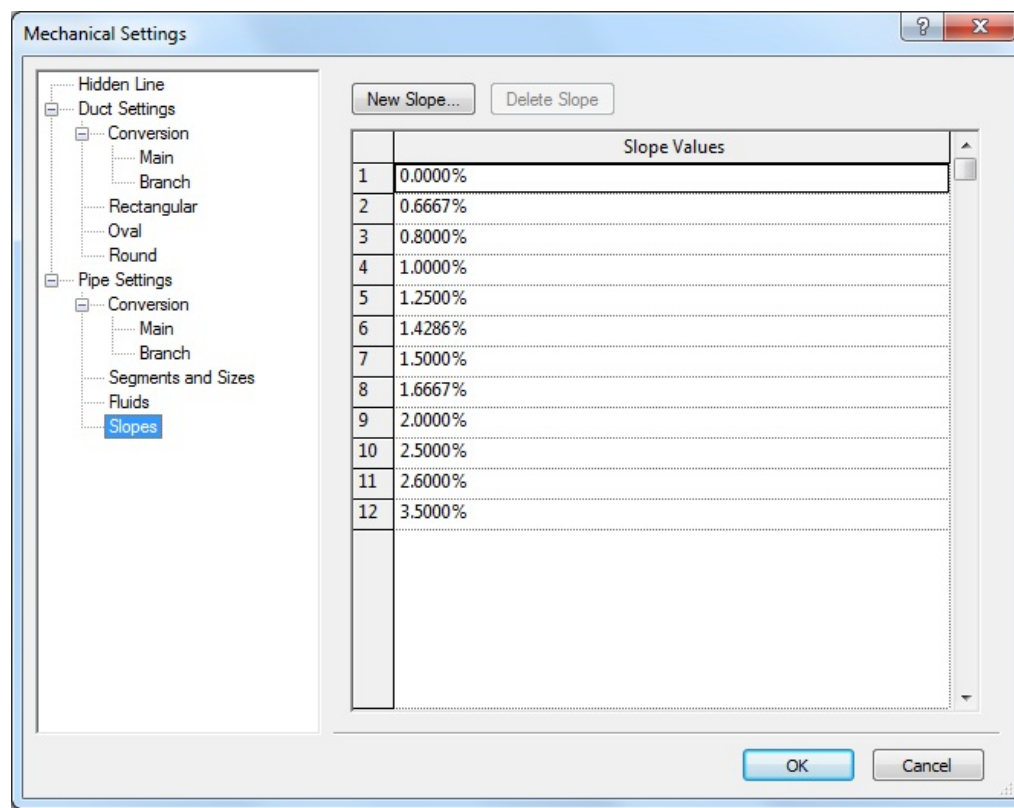 Mechanical Settings
Hidden Line
Duct Settings
Conversion
Main
Branch
Rectangular
Oval
Round
Pipe Settings
Conversion
Main
Branch
Segments and Sizes
Fluids
Slopes
New Slope... Delete Slope
Slope Values
1 0.0000%
2 0.6667%
3 0.8000%
4 1.0000%
5 1.2500%
6 1.4286%
7 1.5000%
8 1.6667%
9 2.0000%
10 2.5000%
11 2.6000%
12 3.5000%
OK Cancel